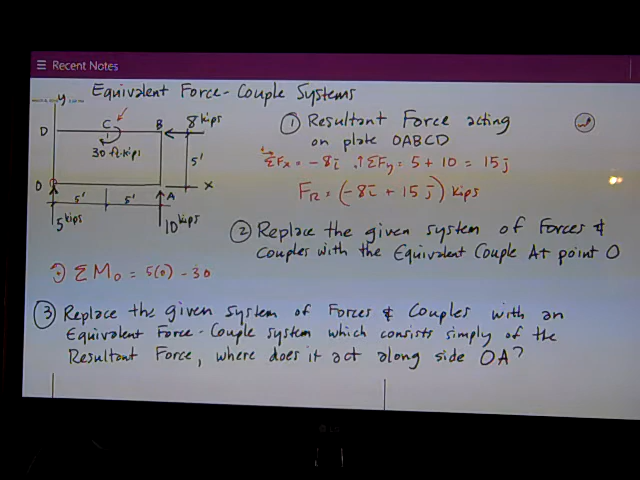 Recent Notes
Equivalent Force-Couple Systems
y
D
C
B
8 kips
30 ft·kips
5'
O
5'
5'
A
x
5 kips
10 kips
① Resultant Force acting
on plate OABCD
ΣFx = -8i ↑ΣFy = 5 + 10 = 15j
FR = (-8i + 15j) kips
② Replace the given system of Forces &
Couples with the Equivalent Couple At point O
ΣMo = 5(0) - 30
③ Replace the given system of Forces & Couples with an
Equivalent Force-Couple system which consists simply of the
Resultant Force, where does it act along side OA?